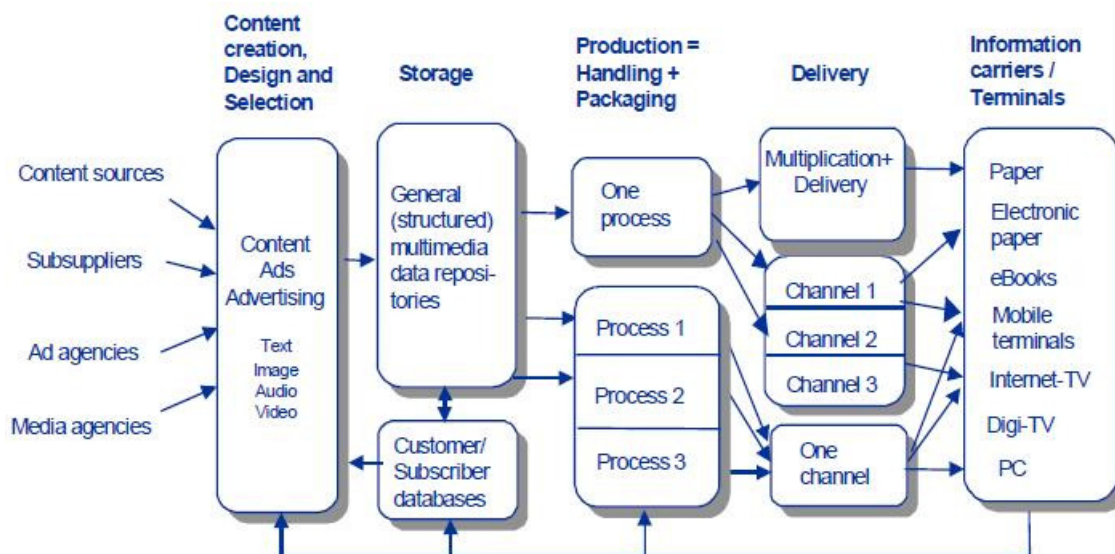 Content
creation,
Design and
Selection
Storage
Production =
Handling +
Packaging
Delivery
Information
carriers /
Terminals
Content sources
Subsuppliers
Ad agencies
Media agencies
Content
Ads
Advertising
Text
Image
Audio
Video
General
(structured)
multimedia
data reposi-
tories
Customer/
Subscriber
databases
One
process
Process 1
Process 2
Process 3
Multiplication+
Delivery
Channel 1
Channel 2
Channel 3
One
channel
Paper
Electronic
paper
eBooks
Mobile
terminals
Internet-TV
Digi-TV
PC